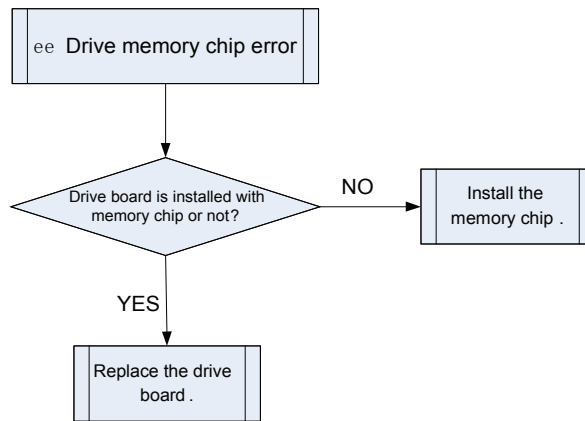 ee Drive memory chip error
Drive board is installed with
memory chip or not?
NO
Install the
memory chip .
YES
Replace the drive
board .